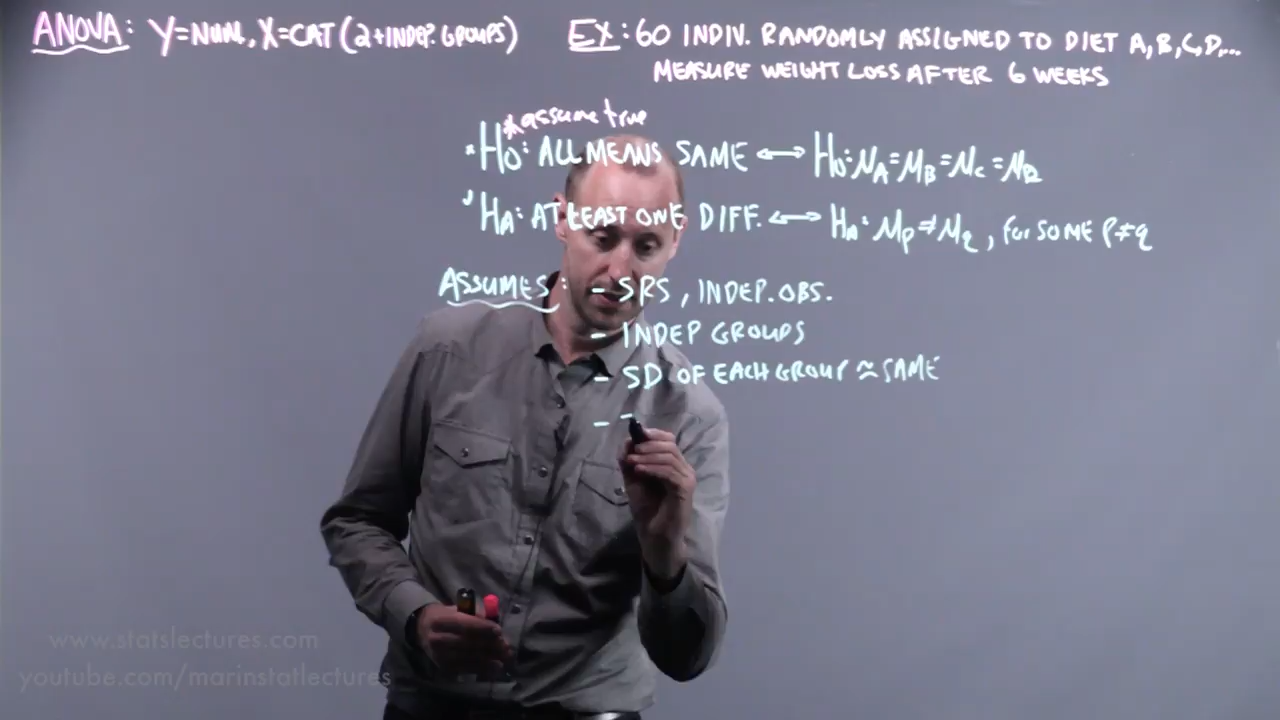 ANOVA: Y=NUM, X=CAT (2+INDEP. GROUPS)
EX: 60 INDIV. RANDOMLY ASSIGNED TO DIET A, B, C, D,...
MEASURE WEIGHT LOSS AFTER 6 WEEKS
*assume true
* H0: ALL MEANS SAME ↔ H0: μA=μB=μC=μD
HA: AT LEAST ONE DIFF. ↔ HA: μp≠μq, for SOME p≠q
ASSUMES: - SRS, INDEP. OBS.
- INDEP GROUPS
- SD OF EACH GROUP ≈ SAME
-
www.statslectures.com
youtube.com/marinstatlectures